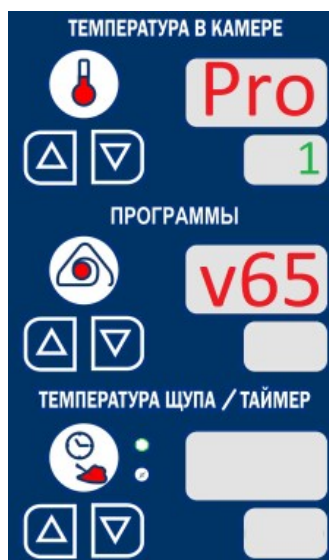 ТЕМПЕРАТУРА В КАМЕРЕ
Pro
1
ПРОГРАММЫ
v65
ТЕМПЕРАТУРА ЩУПА / ТАЙМЕР